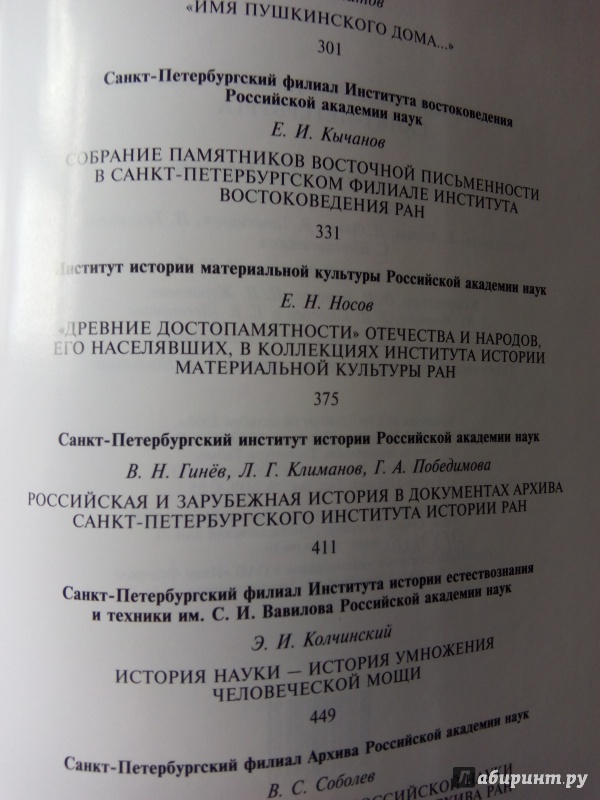 «ИМЯ ПУШКИНСКОГО ДОМА...»
301
Санкт-Петербургский филиал Института востоковедения
Российской академии наук
Е. И. Кычанов
СОБРАНИЕ ПАМЯТНИКОВ ВОСТОЧНОЙ ПИСЬМЕННОСТИ
В САНКТ-ПЕТЕРБУРГСКОМ ФИЛИАЛЕ ИНСТИТУТА
ВОСТОКОВЕДЕНИЯ РАН
331
Институт истории материальной культуры Российской академии наук
Е. Н. Носов
«ДРЕВНИЕ ДОСТОПАМЯТНОСТИ» ОТЕЧЕСТВА И НАРОДОВ,
ЕГО НАСЕЛЯВШИХ, В КОЛЛЕКЦИЯХ ИНСТИТУТА ИСТОРИИ
МАТЕРИАЛЬНОЙ КУЛЬТУРЫ РАН
375
Санкт-Петербургский институт истории Российской академии наук
В. Н. Гинёв, Л. Г. Климанов, Г. А. Победимова
РОССИЙСКАЯ И ЗАРУБЕЖНАЯ ИСТОРИЯ В ДОКУМЕНТАХ АРХИВА
САНКТ-ПЕТЕРБУРГСКОГО ИНСТИТУТА ИСТОРИИ РАН
411
Санкт-Петербургский филиал Института истории естествознания
и техники им. С. И. Вавилова Российской академии наук
Э. И. Колчинский
ИСТОРИЯ НАУКИ — ИСТОРИЯ УМНОЖЕНИЯ
ЧЕЛОВЕЧЕСКОЙ МОЩИ
449
Санкт-Петербургский филиал Архива Российской академии наук
В. С. Соболев
РОССИЙСКОЙ НАУКИ
АРХИВА РАН
Лабиринт.ру